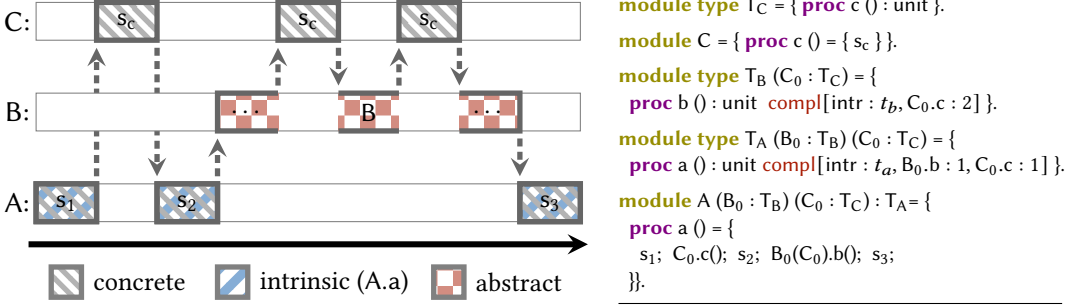 C:
s_c
s_c
s_c
B:
...
B
...
A:
s_1
s_2
s_3
concrete
intrinsic (A.a)
abstract
module type T_C = { proc c () : unit }.
module C = { proc c () = { s_c } }.
module type T_B (C_0 : T_C) = {
proc b () : unit compl[intr : t_b, C_0.c : 2] }.
module type T_A (B_0 : T_B) (C_0 : T_C) = {
proc a () : unit compl[intr : t_a, B_0.b : 1, C_0.c : 1] }.
module A (B_0 : T_B) (C_0 : T_C) : T_A= {
proc a () = {
s_1; C_0.c(); s_2; B_0(C_0).b(); s_3;
}}.